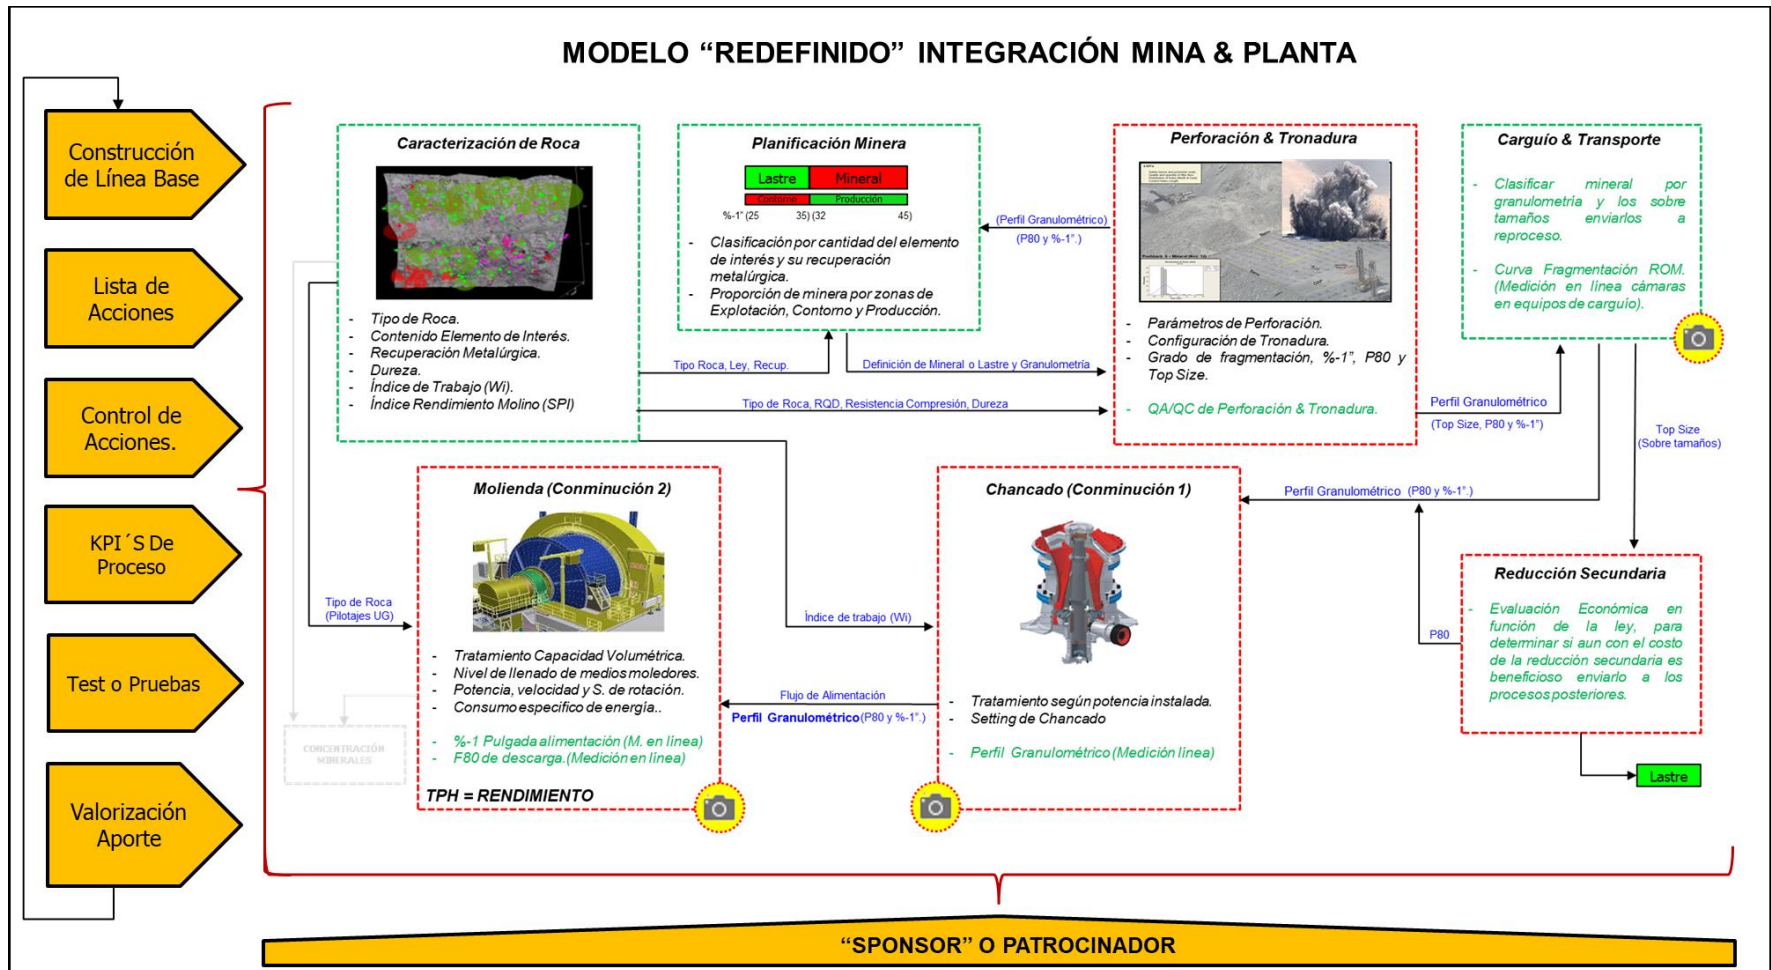 MODELO “REDEFINIDO” INTEGRACIÓN MINA & PLANTA
Construcción
de Línea Base
Lista de
Acciones
Control de
Acciones.
KPI´S De
Proceso
Test o Pruebas
Valorización
Aporte
Caracterización de Roca
- Tipo de Roca.
- Contenido Elemento de Interés.
- Recuperación Metalúrgica.
- Dureza.
- Índice de Trabajo (Wi).
- Índice Rendimiento Molino (SPI)
Planificación Minera
Lastre Mineral
Contorno Producción
%-1” (25 35) (32 45)
- Clasificación por cantidad del elemento
de interés y su recuperación
metalúrgica.
- Proporción de minera por zonas de
Explotación, Contorno y Producción.
(Perfil Granulométrico)
(P80 y %-1”.)
Perforación & Tronadura
- Parámetros de Perforación.
- Configuración de Tronadura.
- Grado de fragmentación, %-1”, P80 y
Top Size.
- QA/QC de Perforación & Tronadura.
Carguío & Transporte
- Clasificar mineral por
granulometría y los sobre
tamaños enviarlos a
reproceso.
- Curva Fragmentación ROM.
(Medición en línea cámaras
en equipos de carguío).
Tipo Roca, Ley, Recup.
Definición de Mineral o Lastre y Granulometría
Tipo de Roca, RQD, Resistencia Compresión, Dureza
Perfil Granulométrico
(Top Size, P80 y %-1”)
Top Size
(Sobre tamaños)
Molienda (Conminución 2)
- Tratamiento Capacidad Volumétrica.
- Nivel de llenado de medios moledores.
- Potencia, velocidad y S. de rotación.
- Consumo especifico de energía..
- %-1 Pulgada alimentación (M. en línea)
- F80 de descarga.(Medición en línea)
TPH = RENDIMIENTO
Tipo de Roca
(Pilotajes UG)
CONCENTRACIÓN
MINERALES
Índice de trabajo (Wi)
Flujo de Alimentación
Perfil Granulométrico (P80 y %-1”.)
Chancado (Conminución 1)
- Tratamiento según potencia instalada.
- Setting de Chancado
- Perfil Granulométrico (Medición línea)
Perfil Granulométrico (P80 y %-1”.)
P80
Reducción Secundaria
- Evaluación Económica en
función de la ley, para
determinar si aun con el costo
de la reducción secundaria es
beneficioso enviarlo a los
procesos posteriores.
Lastre
“SPONSOR” O PATROCINADOR